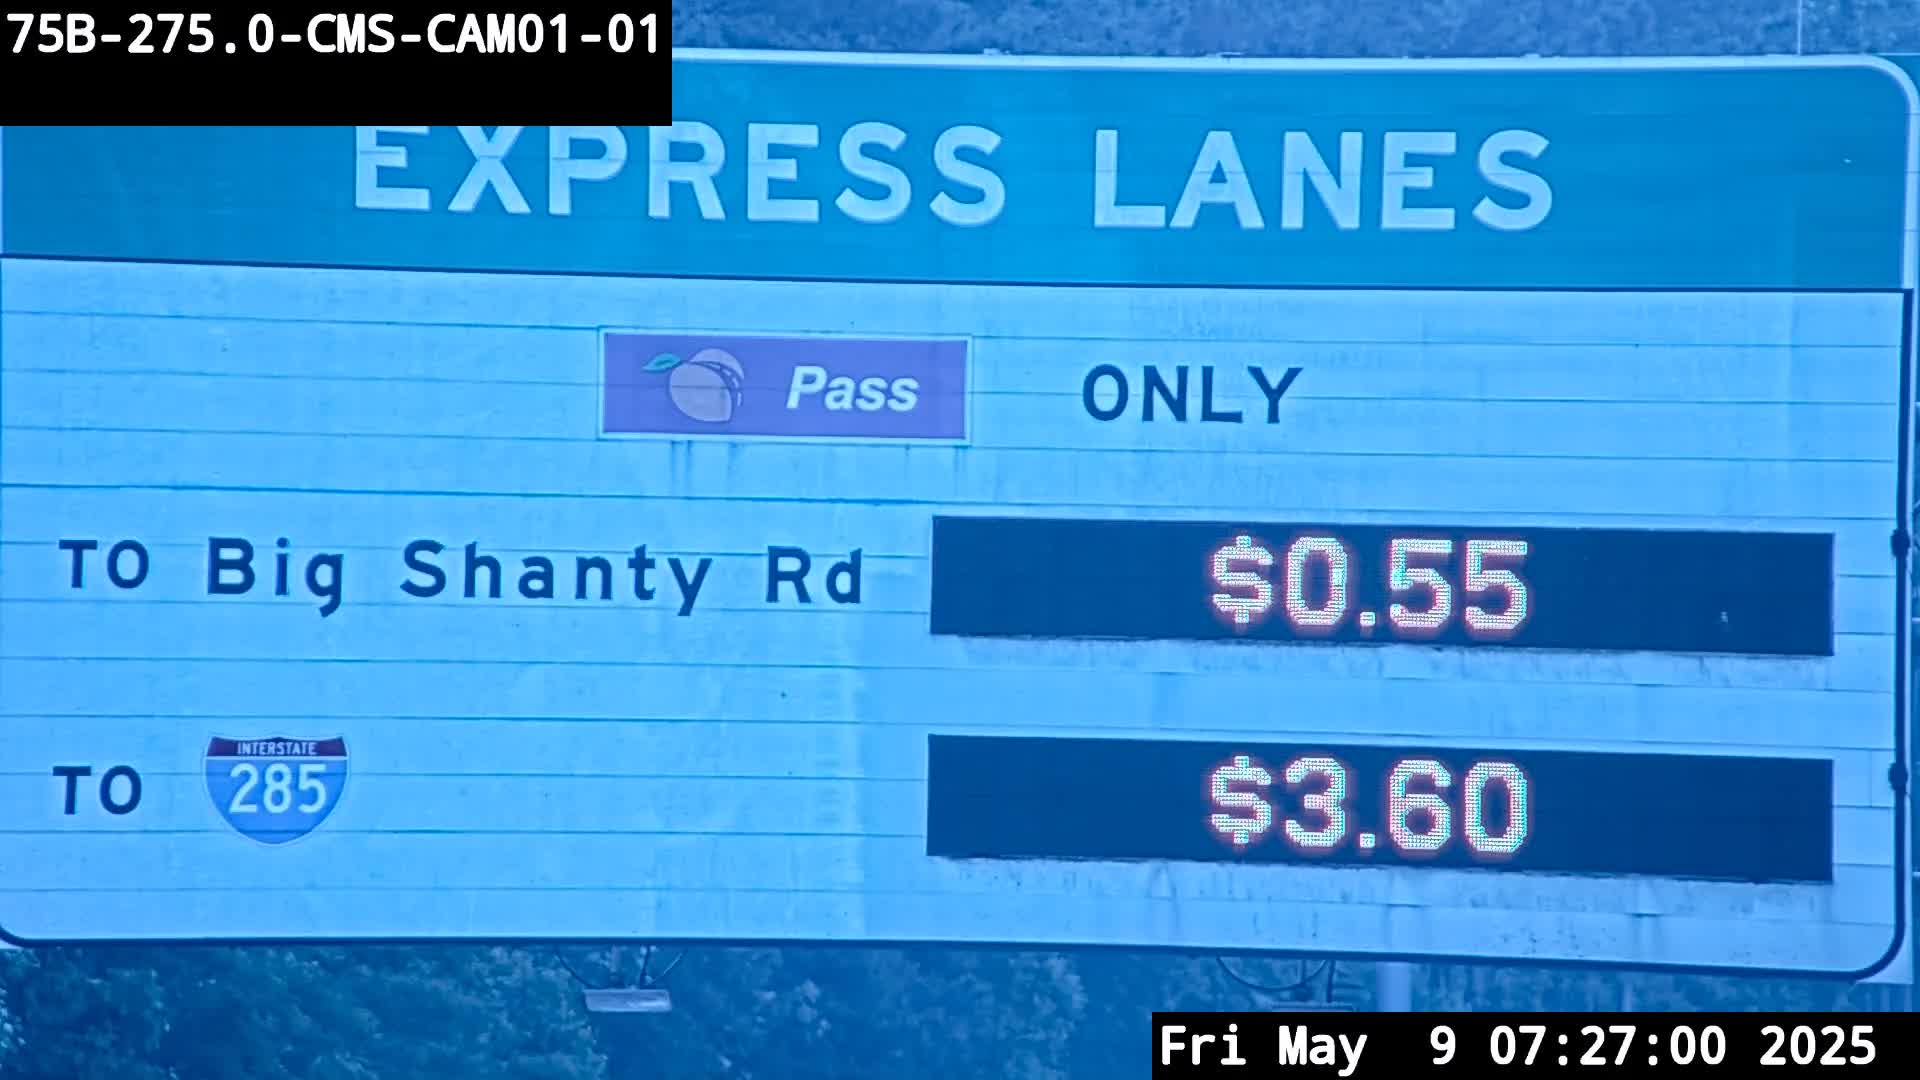 75B-275.0-CMS-CAM01-01
EXPRESS LANES
Pass ONLY
TO Big Shanty Rd $0.55
INTERSTATE
TO 285 $3.60
Fri May 9 07:27:00 2025